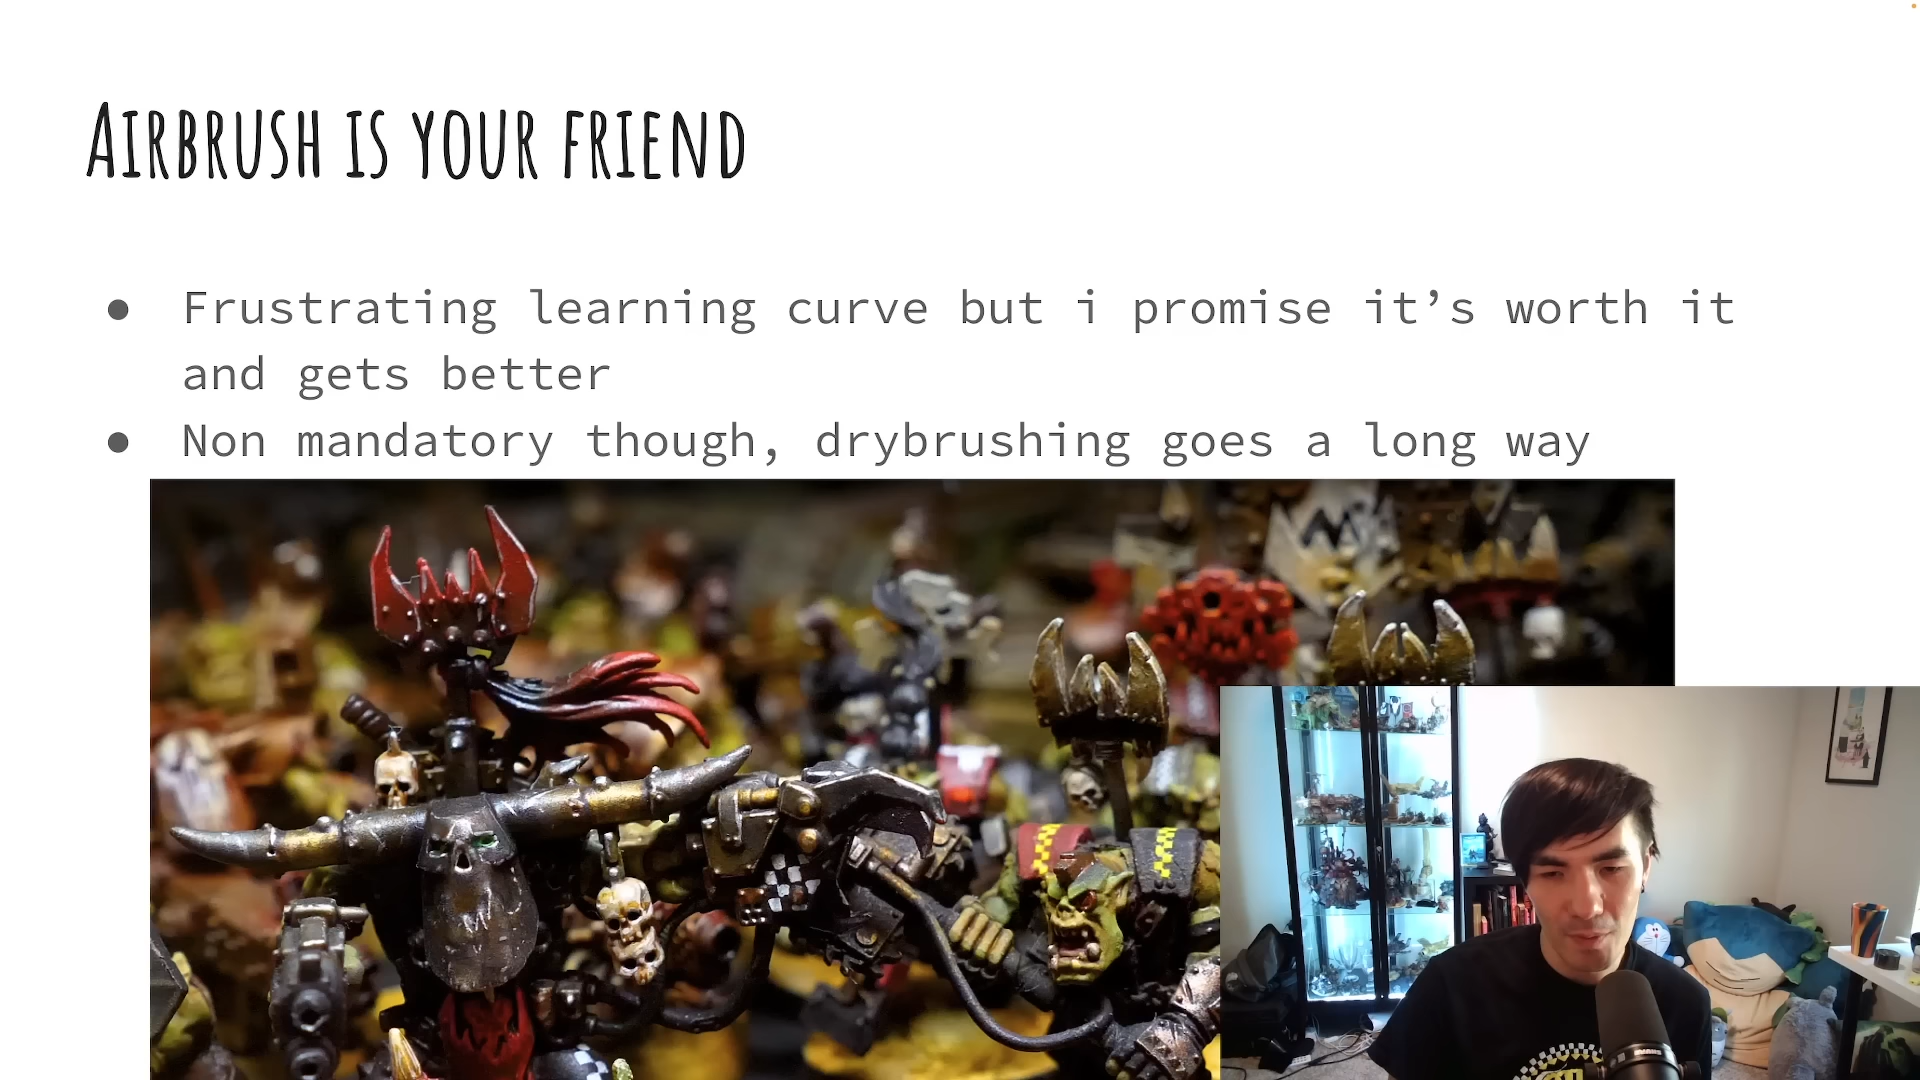 Airbrush is your friend
● Frustrating learning curve but i promise it’s worth it
and gets better
● Non mandatory though, drybrushing goes a long way